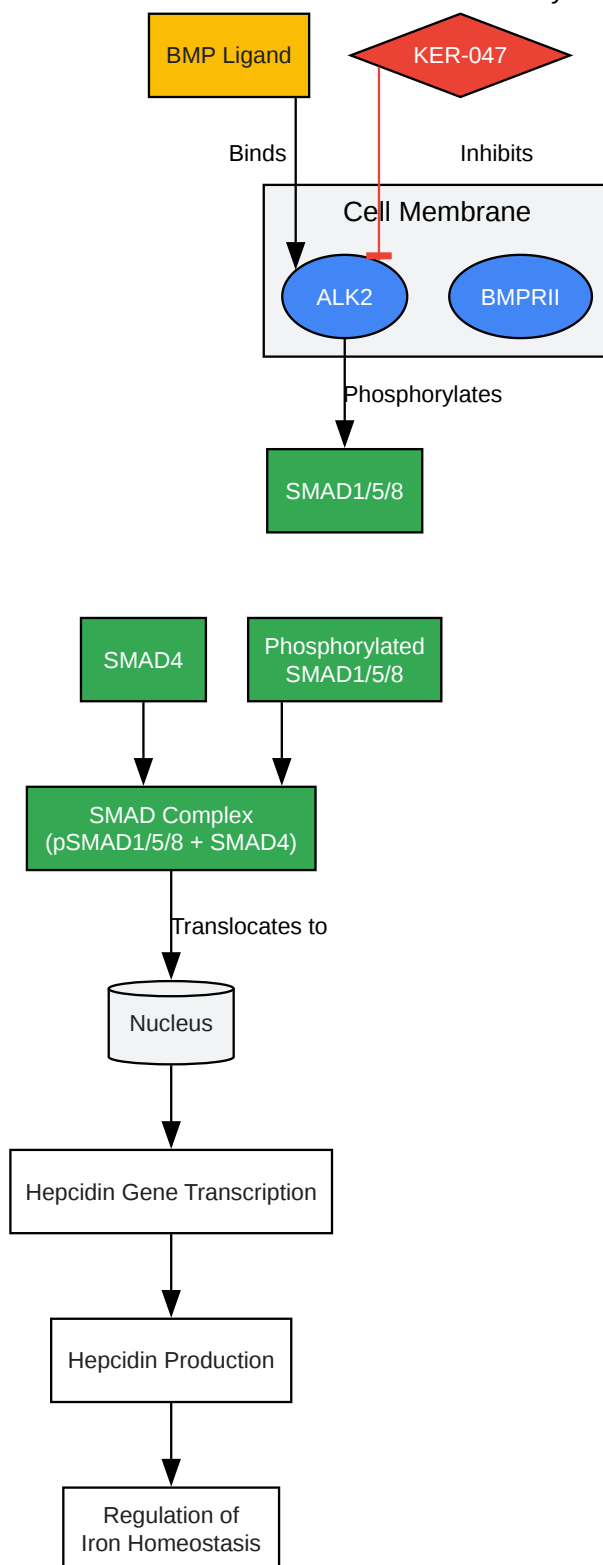 BMP Ligand
KER-047
Binds
Inhibits
Cell Membrane
ALK2
BMPRII
Phosphorylates
SMAD1/5/8
SMAD4
Phosphorylated
SMAD1/5/8
SMAD Complex
(pSMAD1/5/8 + SMAD4)
Translocates to
Nucleus
Hepcidin Gene Transcription
Hepcidin Production
Regulation of
Iron Homeostasis